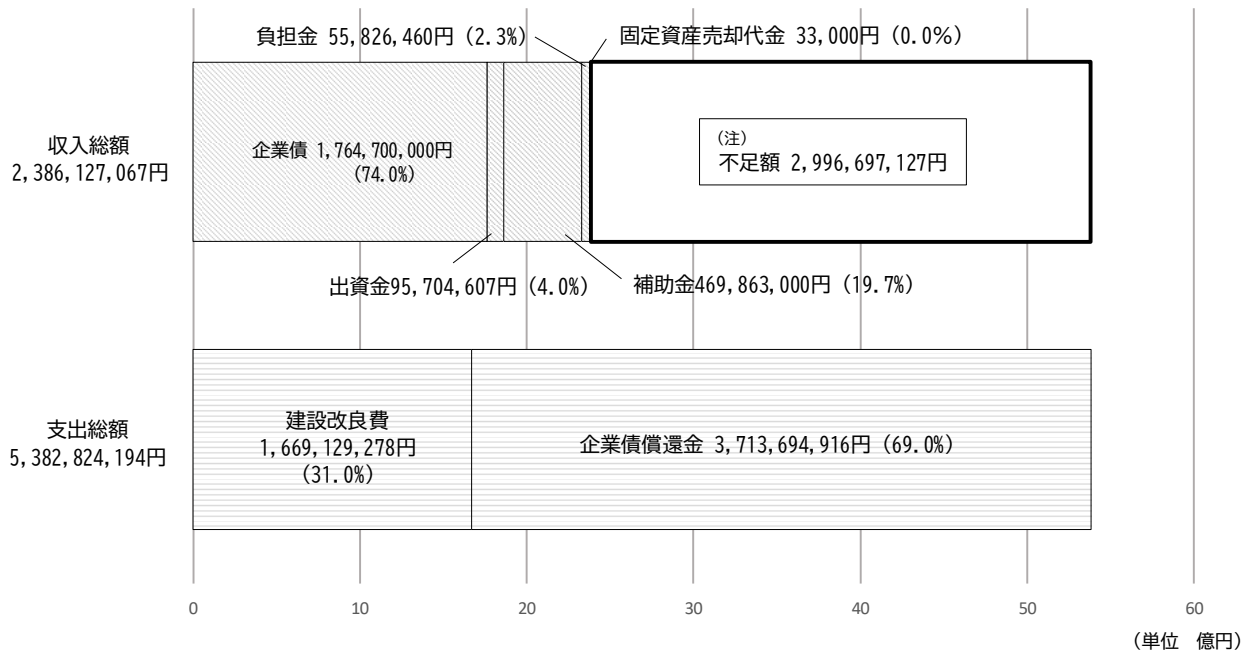 負担金 55,826,460円（2.3%）
固定資産売却代金 33,000円（0.0%）
収入総額
2,386,127,067円
企業債 1,764,700,000円
（74.0%）
（注）
不足額 2,996,697,127円
出資金95,704,607円（4.0%）
補助金469,863,000円（19.7%）
支出総額
5,382,824,194円
建設改良費
1,669,129,278円
（31.0%）
企業債償還金 3,713,694,916円（69.0%）
0 10 20 30 40 50 60
（単位　億円）